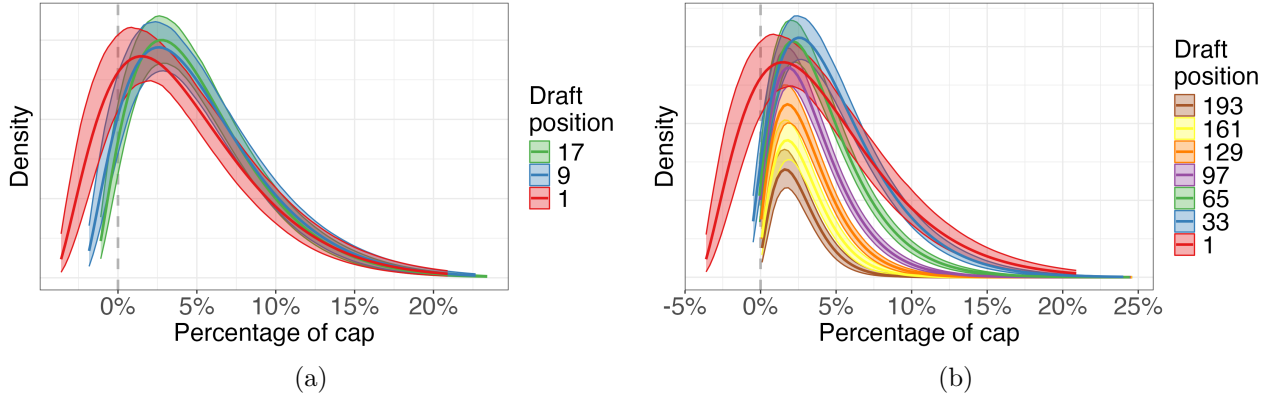 Density
0%
5%
10%
15%
20%
Percentage of cap
Draft
position
17
9
1
(a)
Density
-5%
0%
5%
10%
15%
20%
25%
Percentage of cap
Draft
position
193
161
129
97
65
33
1
(b)